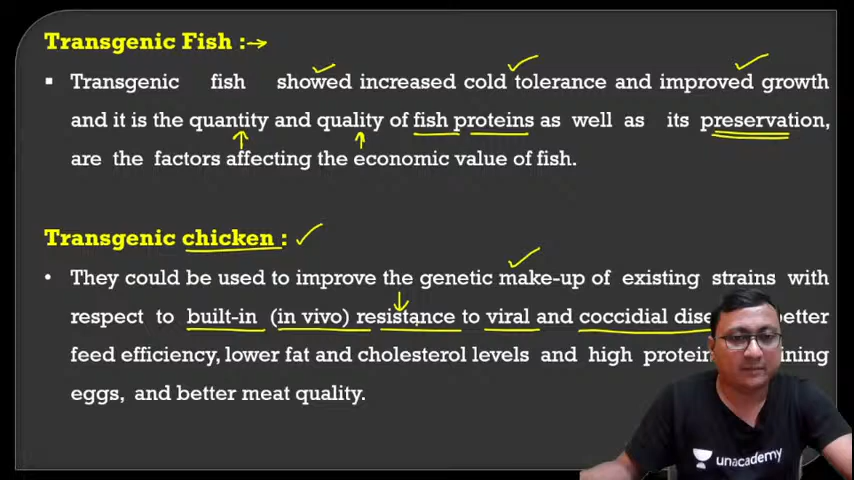 Transgenic Fish :→
▪ Transgenic fish showed increased cold tolerance and improved growth
and it is the quantity and quality of fish proteins as well as its preservation,
are the factors affecting the economic value of fish.
Transgenic chicken :
• They could be used to improve the genetic make-up of existing strains with
respect to built-in (in vivo) resistance to viral and coccidial
feed efficiency, lower fat and cholesterol levels and high
eggs, and better meat quality.
unacademy